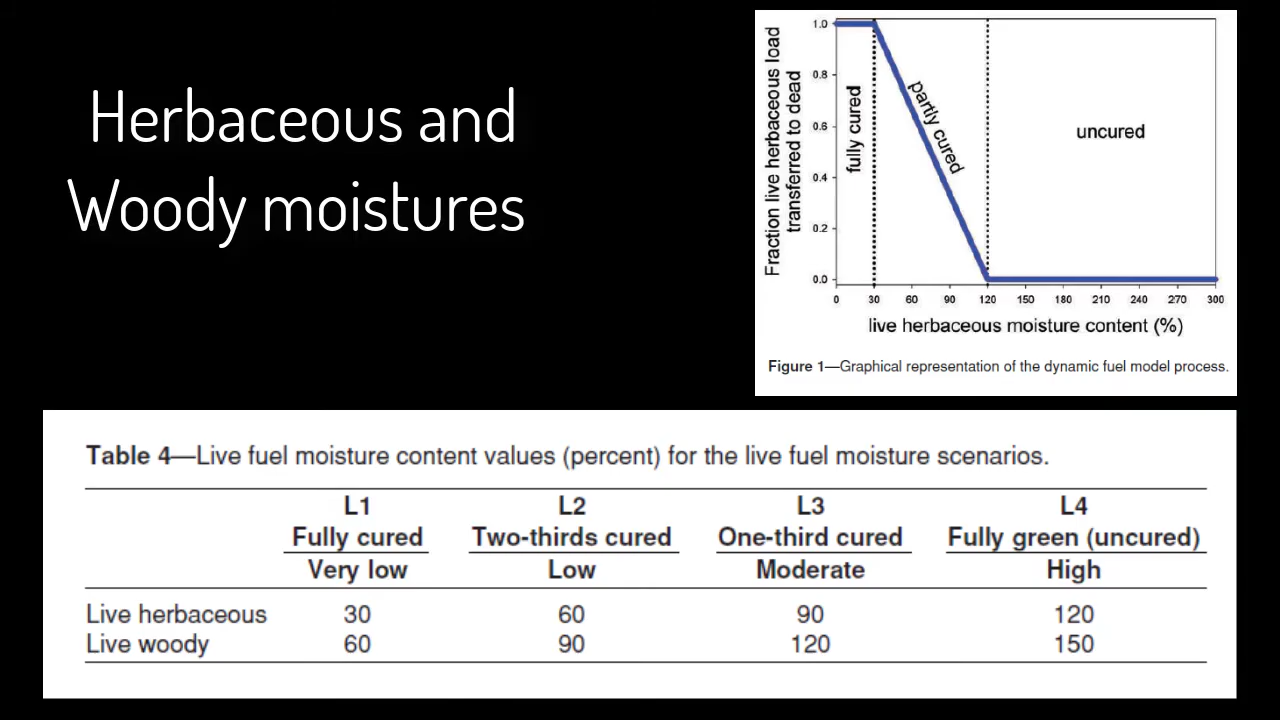 Herbaceous and
Woody moistures
Fraction live herbaceous load
transferred to dead
1.0
0.8
0.6
0.4
0.2
0.0
fully cured
partly cured
uncured
0 30 60 90 120 150 180 210 240 270 300
live herbaceous moisture content (%)
Figure 1—Graphical representation of the dynamic fuel model process.
Table 4—Live fuel moisture content values (percent) for the live fuel moisture scenarios.
L1 L2 L3 L4
Fully cured Two-thirds cured One-third cured Fully green (uncured)
Very low Low Moderate High
Live herbaceous 30 60 90 120
Live woody 60 90 120 150